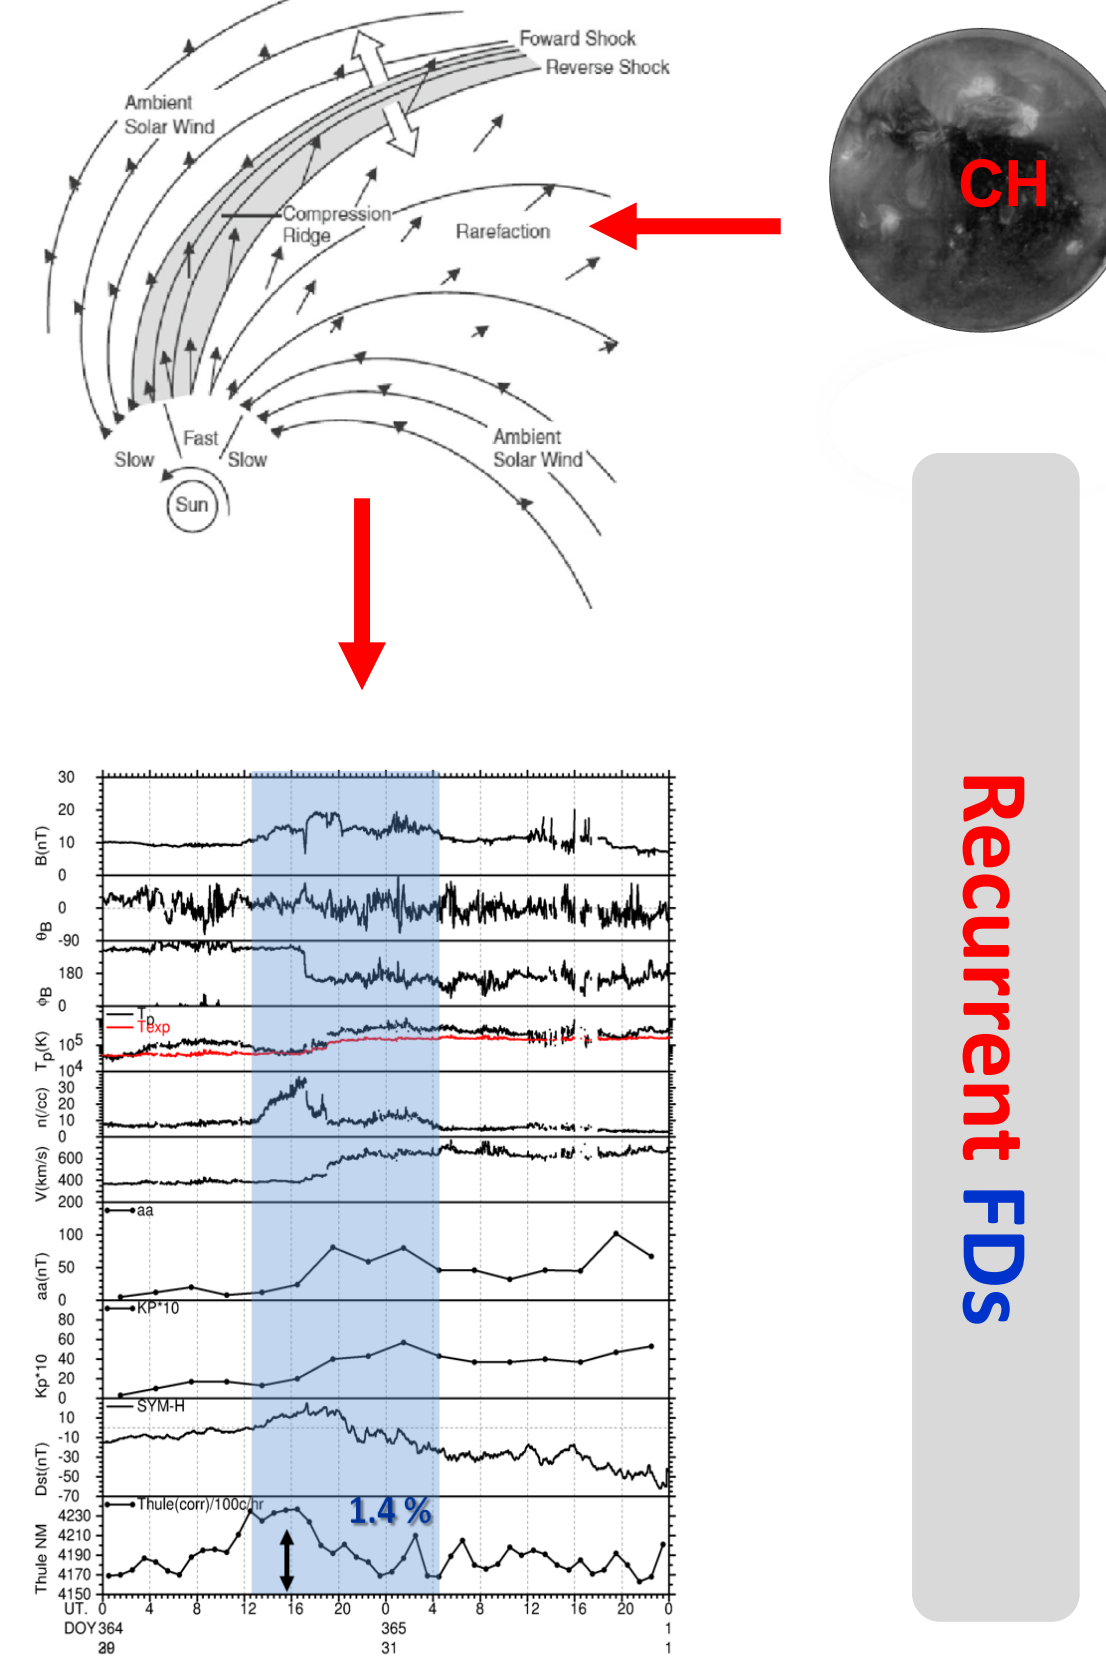 Foward Shock
Reverse Shock
Ambient
Solar Wind
CH
Compression
Ridge
Rarefaction
Fast
Slow
Slow
Ambient
Solar Wind
Sun
Recurrent FDs
30
20
10
0
B(nT)
0
-90
θB
180
0
ϕB
Tp
Texp
10^5
10^4
Tp(K)
30
20
10
0
n(/cc)
600
400
200
V(km/s)
aa
100
50
0
aa(nT)
KP*10
80
60
40
20
0
Kp*10
SYM-H
10
-10
-30
-50
-70
Dst(nT)
Thule(corr)/100c/hr
1.4 %
4230
4210
4190
4170
4150
Thule NM
UT. 0 4 8 12 16 20 0 4 8 12 16 20 0
DOY 364 365 1
31 1